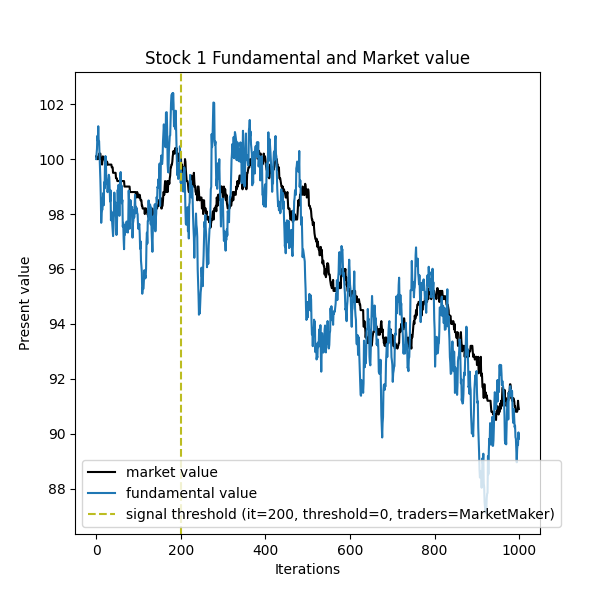 Stock 1 Fundamental and Market value
102
100
98
96
94
92
90
88
Present value
market value
fundamental value
signal threshold (it=200, threshold=0, traders=MarketMaker)
0 200 400 600 800 1000
Iterations